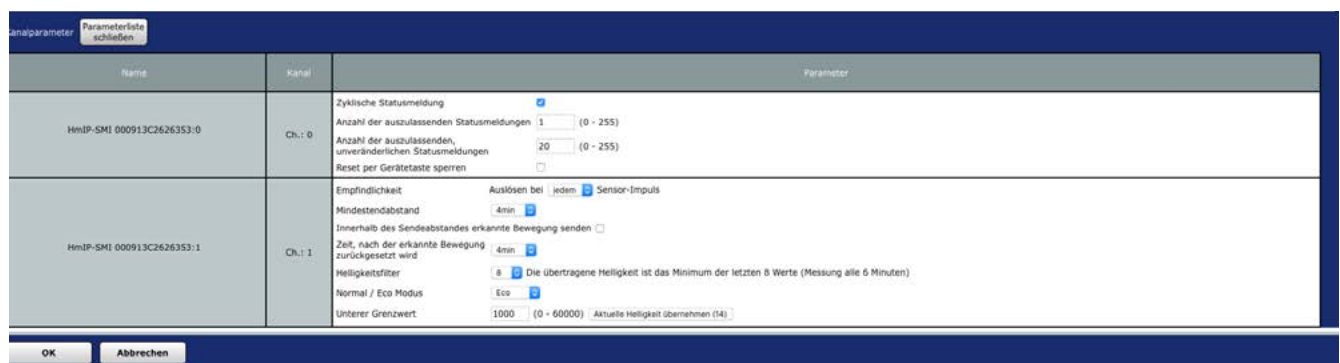 Kanalparameter Parameterliste schließen
Name Kanal Parameter
HmIP-SMI 000913C2626353:0
Ch.: 0
Zyklische Statusmeldung
Anzahl der auszulassenden Statusmeldungen 1 (0 - 255)
Anzahl der auszulassenden,
unveränderlichen Statusmeldungen 20 (0 - 255)
Reset per Gerätetaste sperren
HmIP-SMI 000913C2626353:1
Ch.: 1
Empfindlichkeit Auslösen bei jedem Sensor-Impuls
Mindestendabstand 4min
Innerhalb des Sendeabstandes erkannte Bewegung senden
Zeit, nach der erkannte Bewegung
zurückgesetzt wird 4min
Helligkeitsfilter 8 Die übertragene Helligkeit ist das Minimum der letzten 8 Werte (Messung alle 6 Minuten)
Normal / Eco Modus Eco
Unterer Grenzwert 1000 (0 - 60000) Aktuelle Helligkeit übernehmen (14)
OK Abbrechen